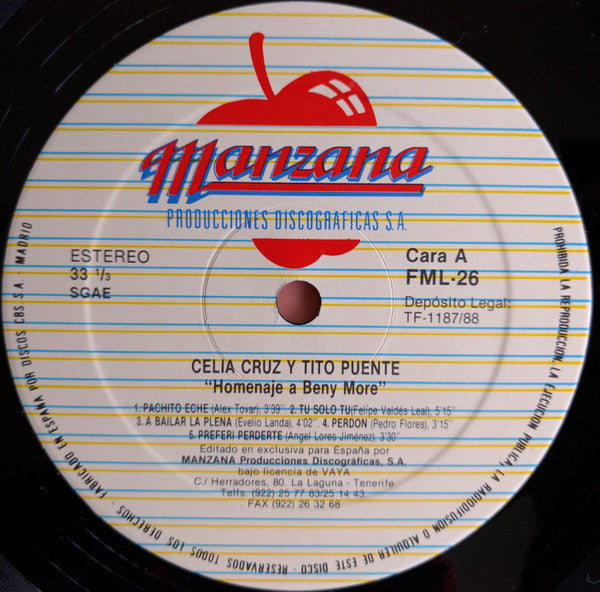 Manzana
PRODUCCIONES DISCOGRAFICAS S.A.
ESTEREO
33 1/3
SGAE
Cara A
FML-26
Depósito Legal:
TF-1187/88
CELIA CRUZ Y TITO PUENTE
“Homenaje a Beny More”
1. PACHITO ECHE (Alex Tovar), 3'39". 2. TU SOLO TU (Felipe Valdés Leal), 5'15"
3. A BAILAR LA PLENA (Evelio Landa), 4'02". 4. PERDON (Pedro Flores), 3'15"
5. PREFERI PERDERTE (Angel Lores Jiménez), 3'30"
Editado en exclusiva para España por
MANZANA Producciones Discográficas, S.A.
bajo licencia de VAYA
C./ Herradores, 80. La Laguna - Tenerife
Telfs. (922) 25 77 83/25 14 43.
FAX (922) 26 32 68
PROHIBIDA LA REPRODUCCION, LA EJECUCION PUBLICA, LA RADIODIFUSION O ALQUILER DE ESTE DISCO - RESERVADOS TODOS LOS DERECHOS - FABRICADO EN ESPAÑA POR DISCOS CBS S.A - MADRID